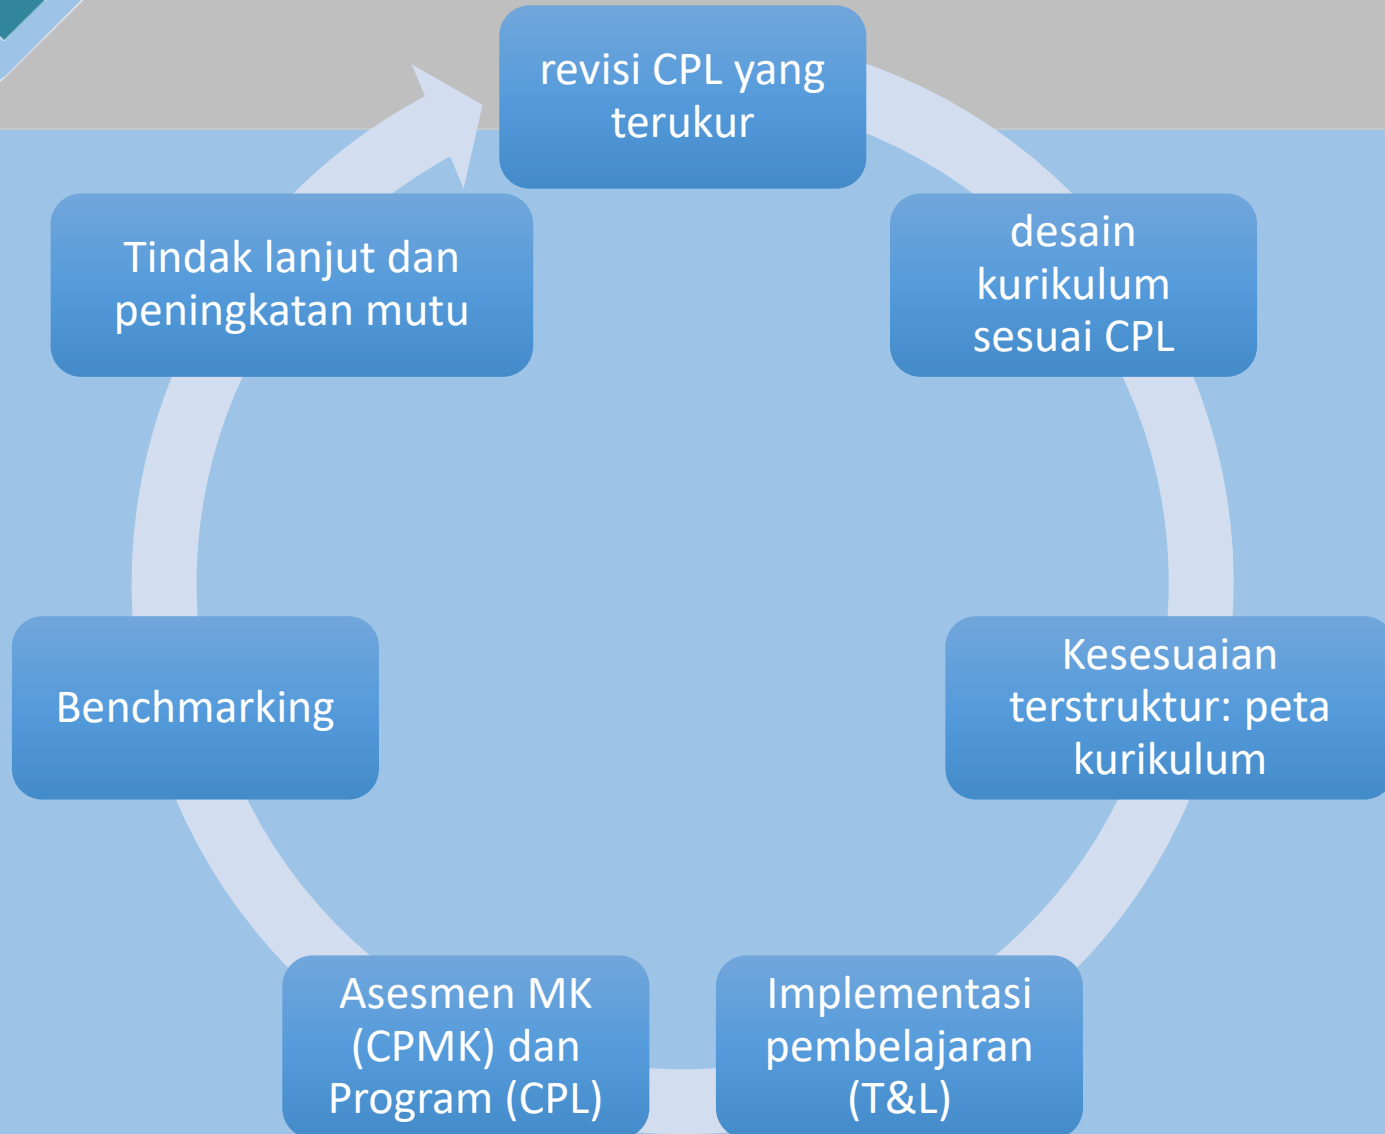 revisi CPL yang
terukur
desain
kurikulum
sesuai CPL
Kesesuaian
terstruktur: peta
kurikulum
Implementasi
pembelajaran
(T&L)
Asesmen MK
(CPMK) dan
Program (CPL)
Benchmarking
Tindak lanjut dan
peningkatan mutu